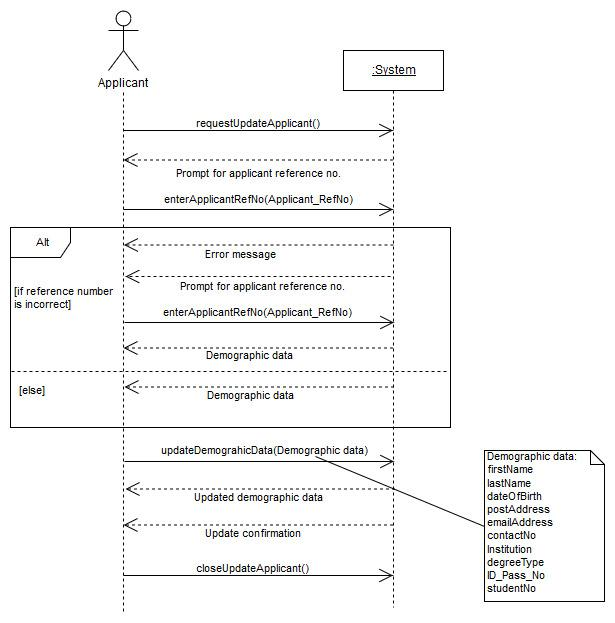 Applicant
:System
requestUpdateApplicant()
Prompt for applicant reference no.
enterApplicantRefNo(Applicant_RefNo)
Alt
Error message
Prompt for applicant reference no.
[if reference number
is incorrect]
enterApplicantRefNo(Applicant_RefNo)
Demographic data
[else]
Demographic data
updateDemograhicData(Demographic data)
Updated demographic data
Update confirmation
closeUpdateApplicant()
Demographic data:
firstName
lastName
dateOfBirth
postAddress
emailAddress
contactNo
Institution
degreeType
ID_Pass_No
studentNo